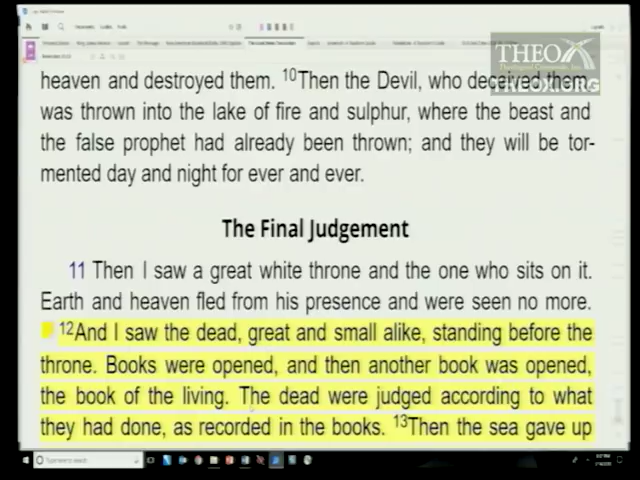 THEO
THEOX.ORG
heaven and destroyed them. 10Then the Devil, who deceived them
was thrown into the lake of fire and sulphur, where the beast and
the false prophet had already been thrown; and they will be tor-
mented day and night for ever and ever.
The Final Judgement
11 Then I saw a great white throne and the one who sits on it.
Earth and heaven fled from his presence and were seen no more.
12And I saw the dead, great and small alike, standing before the
throne. Books were opened, and then another book was opened,
the book of the living. The dead were judged according to what
they had done, as recorded in the books. 13Then the sea gave up